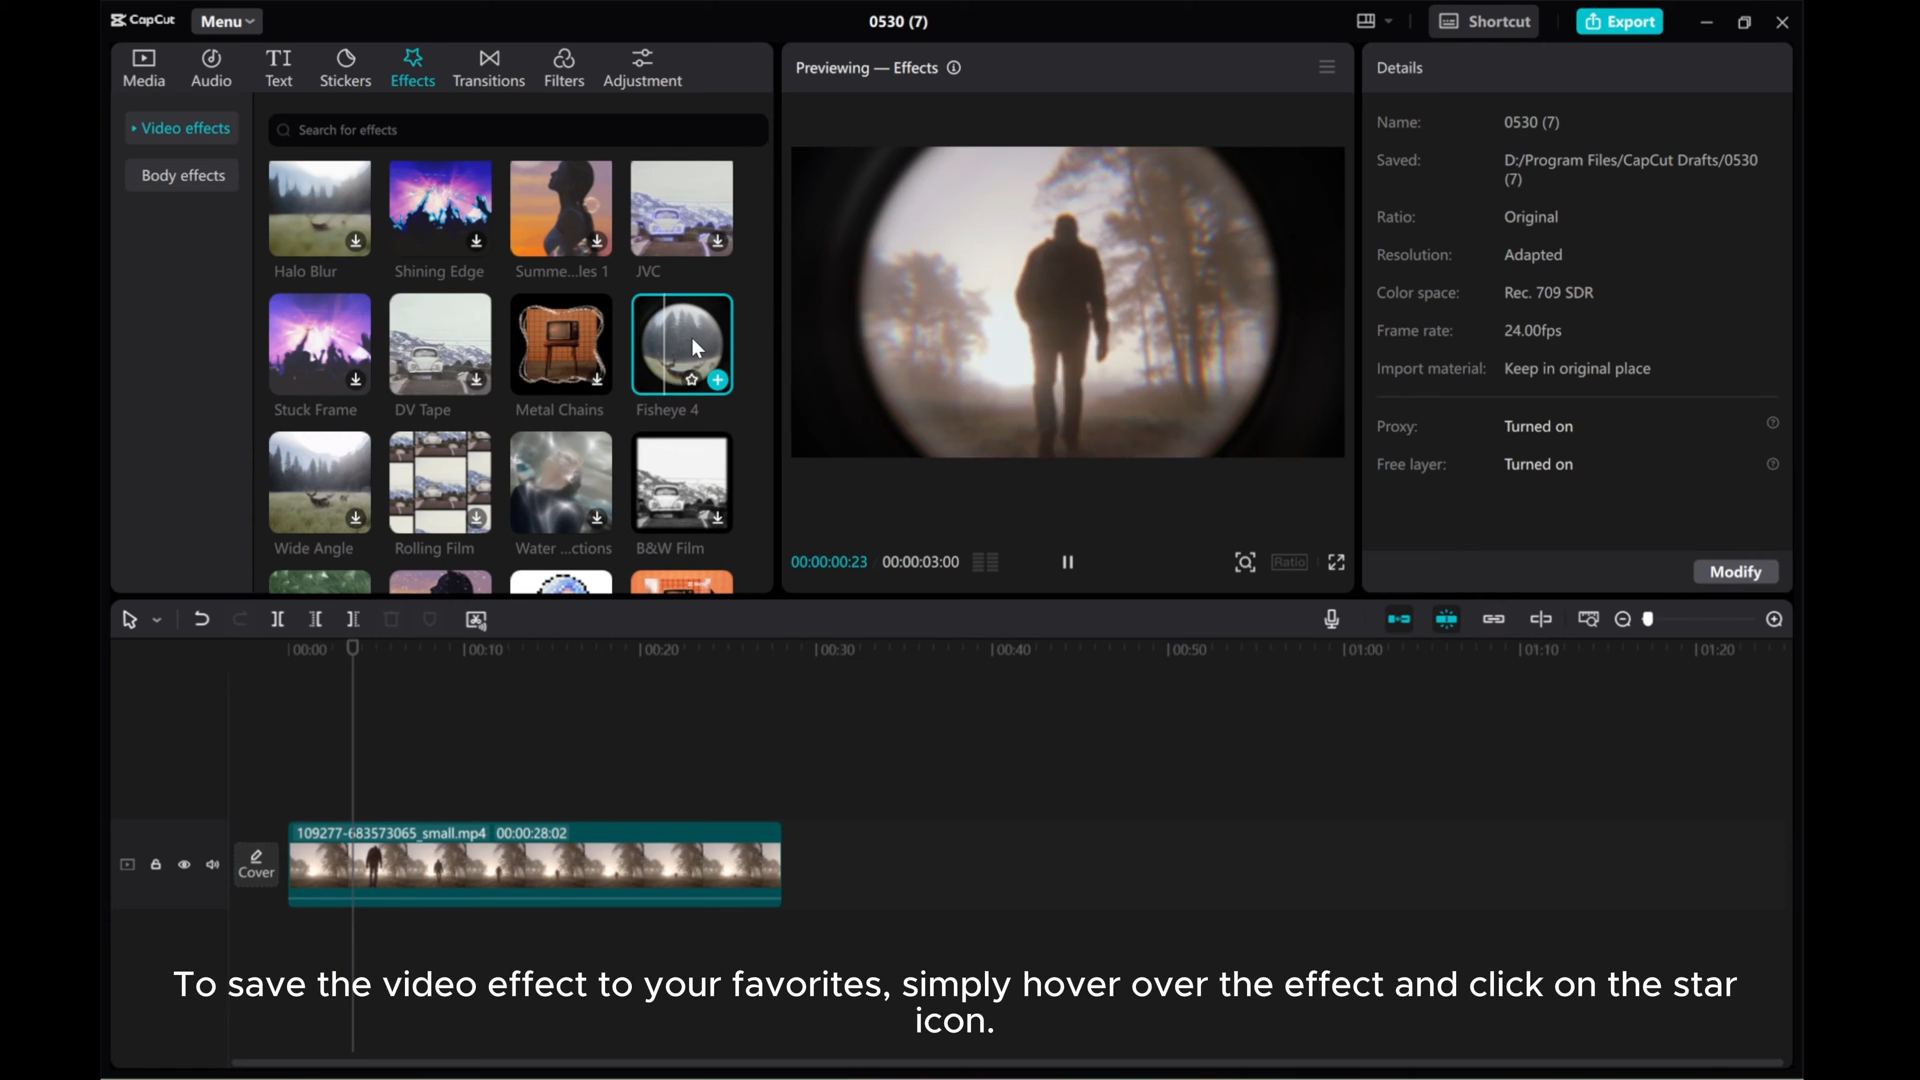 CapCut
Menu
0530 (7)
Shortcut
Export
Media
Audio
TI
Text
Stickers
Effects
Transitions
Filters
Adjustment
Previewing — Effects
Details
Video effects
Body effects
Search for effects
Halo Blur
Shining Edge
Summe...les 1
JVC
Stuck Frame
DV Tape
Metal Chains
Fisheye 4
Wide Angle
Rolling Film
Water ...ctions
B&W Film
00:00:00:23
00:00:03:00
Ratio
Name:
0530 (7)
Saved:
D:/Program Files/CapCut Drafts/0530
(7)
Ratio:
Original
Resolution:
Adapted
Color space:
Rec. 709 SDR
Frame rate:
24.00fps
Import material:
Keep in original place
Proxy:
Turned on
Free layer:
Turned on
Modify
00:00
00:10
00:20
00:30
00:40
00:50
01:00
01:10
01:20
109277-683573065_small.mp4 00:00:28:02
Cover
To save the video effect to your favorites, simply hover over the effect and click on the star
icon.